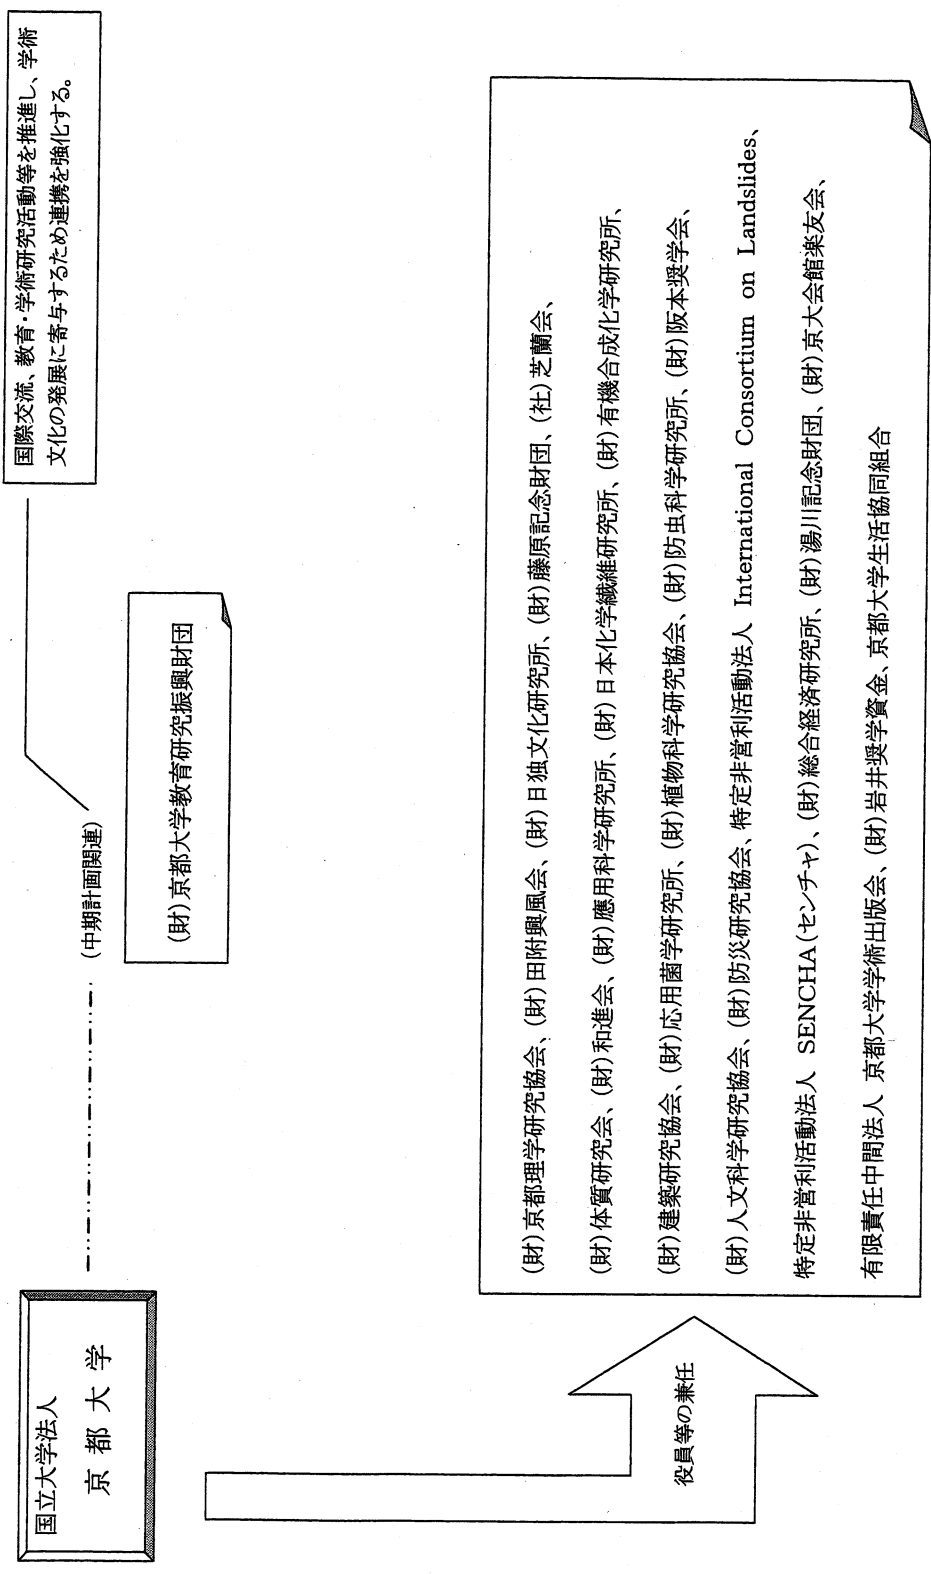 国立大学法人
京都大学
(中期計画関連)
国際交流、教育・学術研究活動等を推進し、学術
文化の発展に寄与するため連携を強化する。
(財)京都大学教育研究振興財団
役員等の兼任
(財)京都理学研究協会、(財)田附興風会、(財)日独文化研究所、(財)藤原記念財団、(社)芝蘭会、
(財)体質研究会、(財)和進会、(財)應用科学研究所、(財)日本化学繊維研究所、(財)有機合成化学研究所、
(財)建築研究協会、(財)応用菌学研究所、(財)植物科学研究協会、(財)防虫科学研究所、(財)阪本奨学会、
(財)人文科学研究協会、(財)防災研究協会、特定非営利活動法人 International Consortium on Landslides、
特定非営利活動法人 SENCHA(センチャ)、(財)総合経済研究所、(財)湯川記念財団、(財)京大会館楽友会、
有限責任中間法人 京都大学学術出版会、(財)岩井奨学資金、京都大学生活協同組合